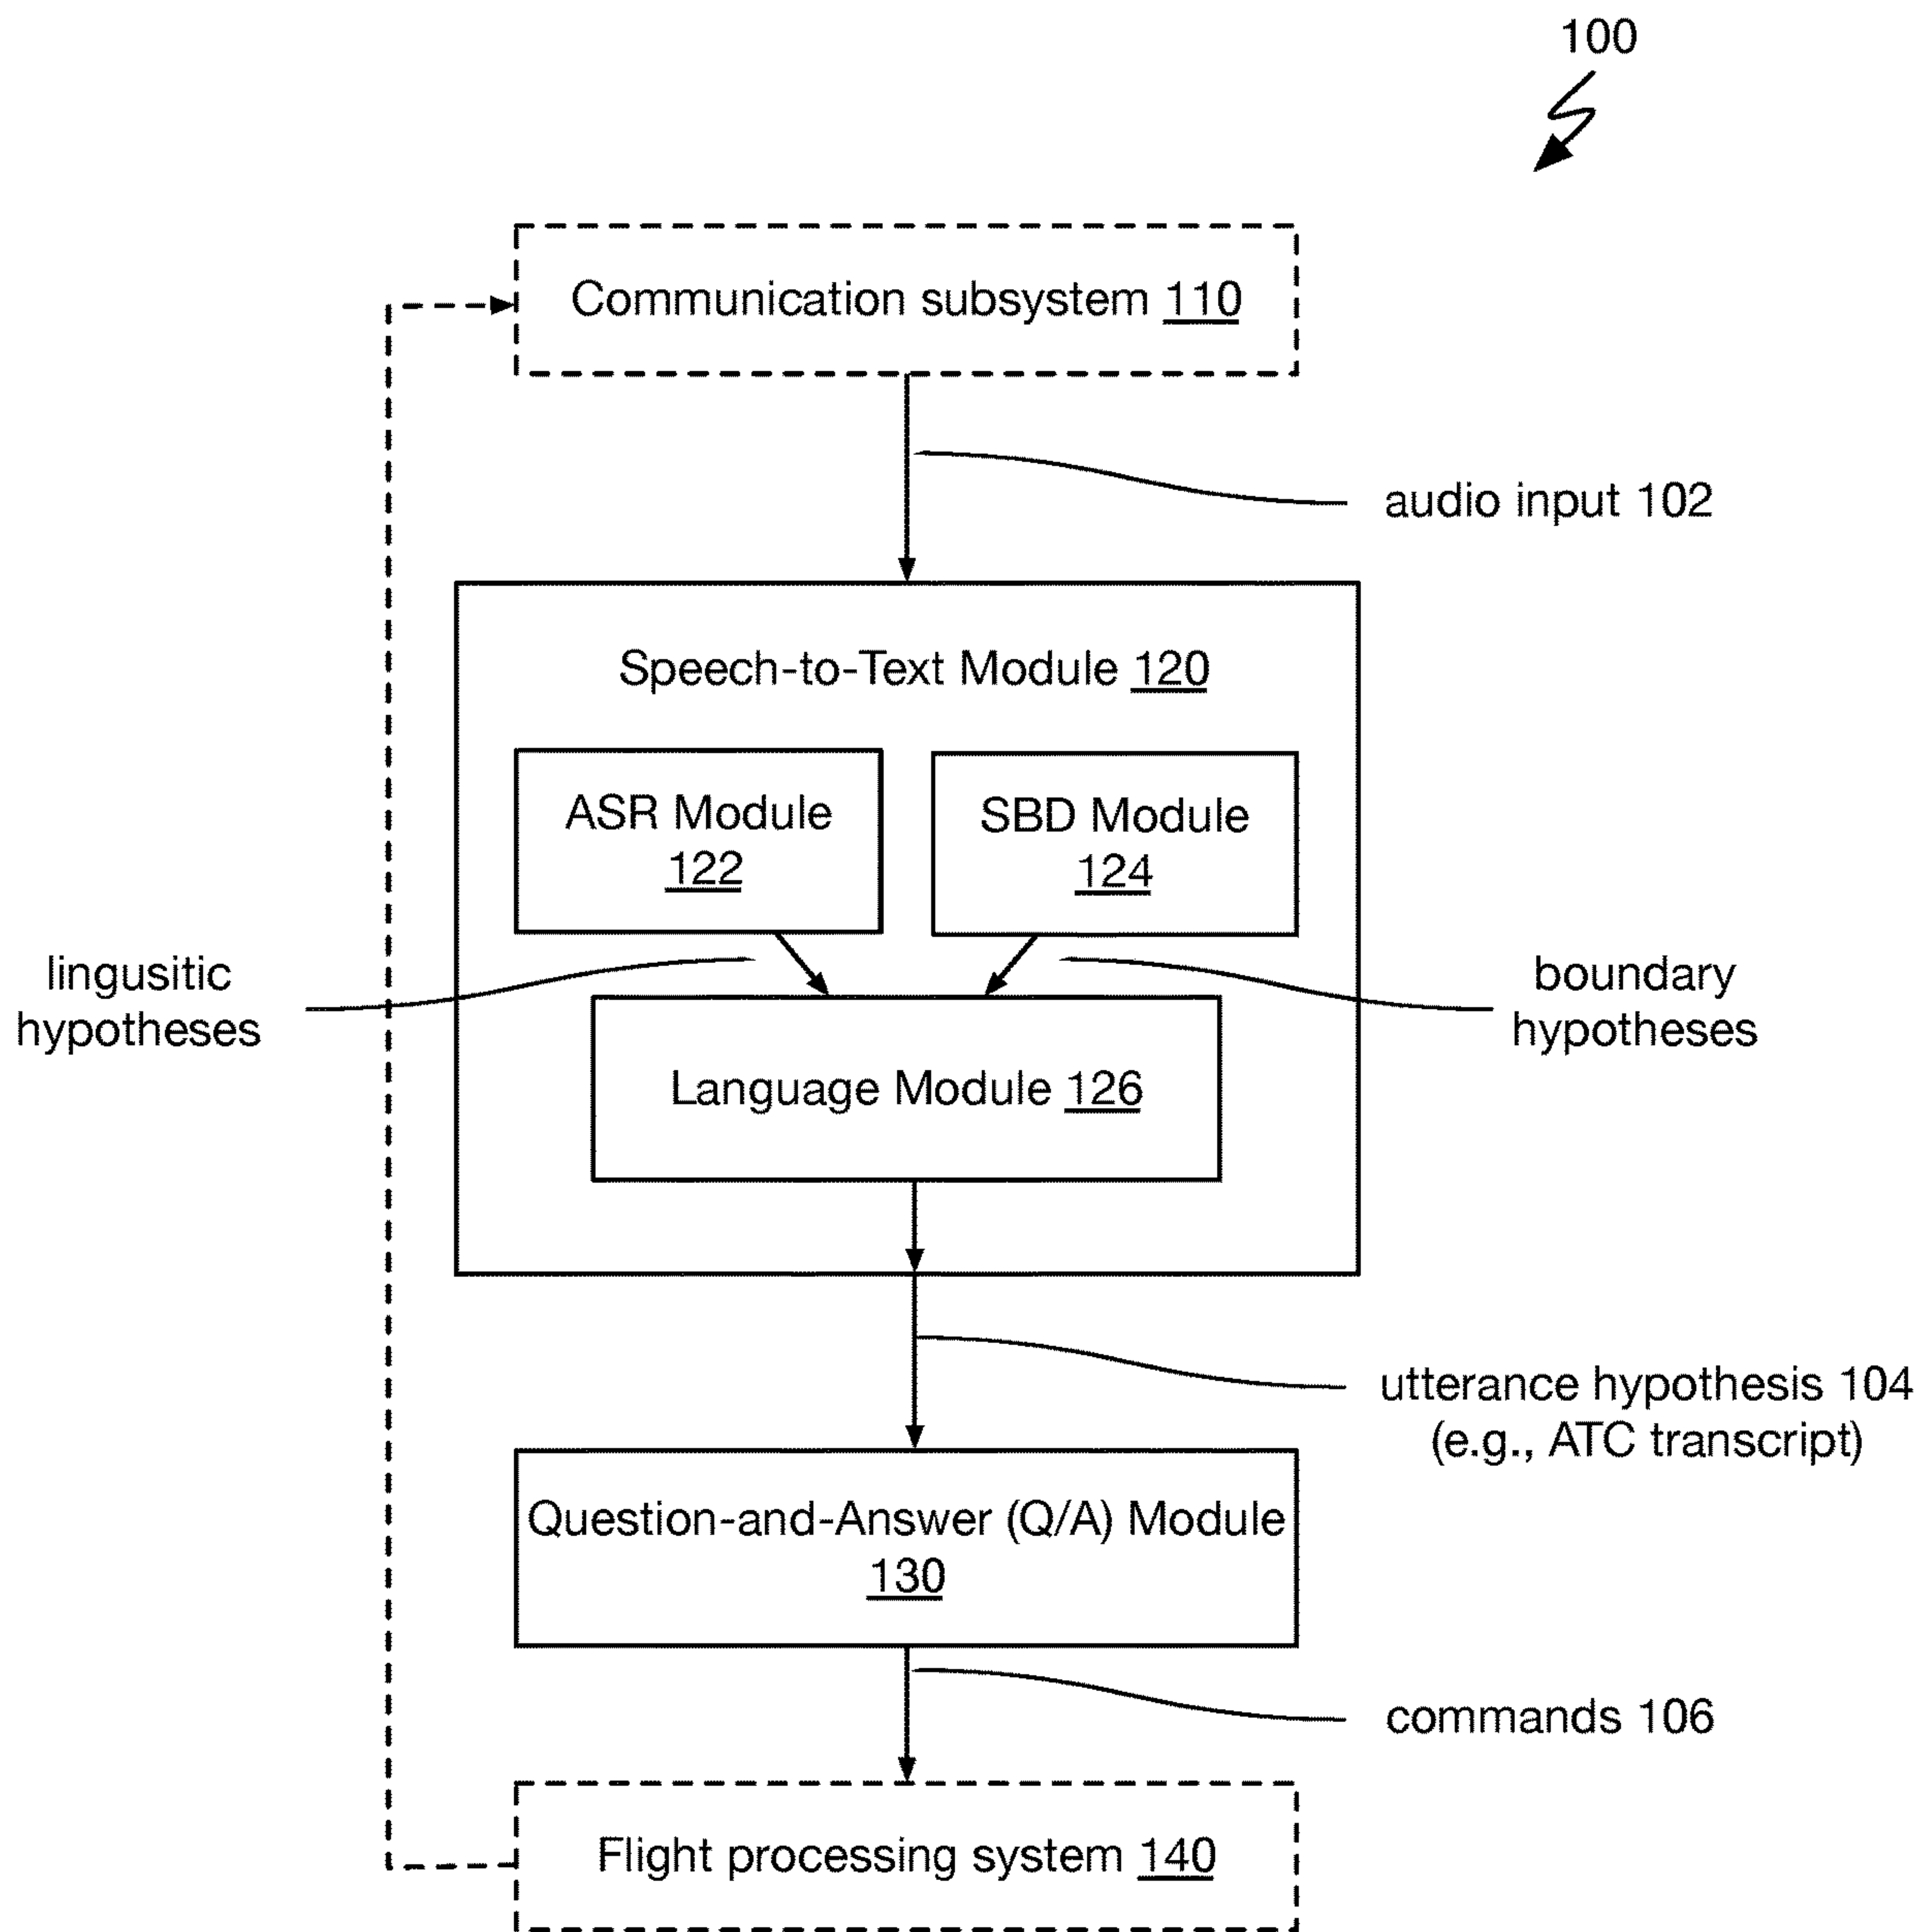 100
Communication subsystem 110
audio input 102
Speech-to-Text Module 120
ASR Module
122
SBD Module
124
lingusitic
hypotheses
boundary
hypotheses
Language Module 126
utterance hypothesis 104
(e.g., ATC transcript)
Question-and-Answer (Q/A) Module
130
commands 106
Flight processing system 140